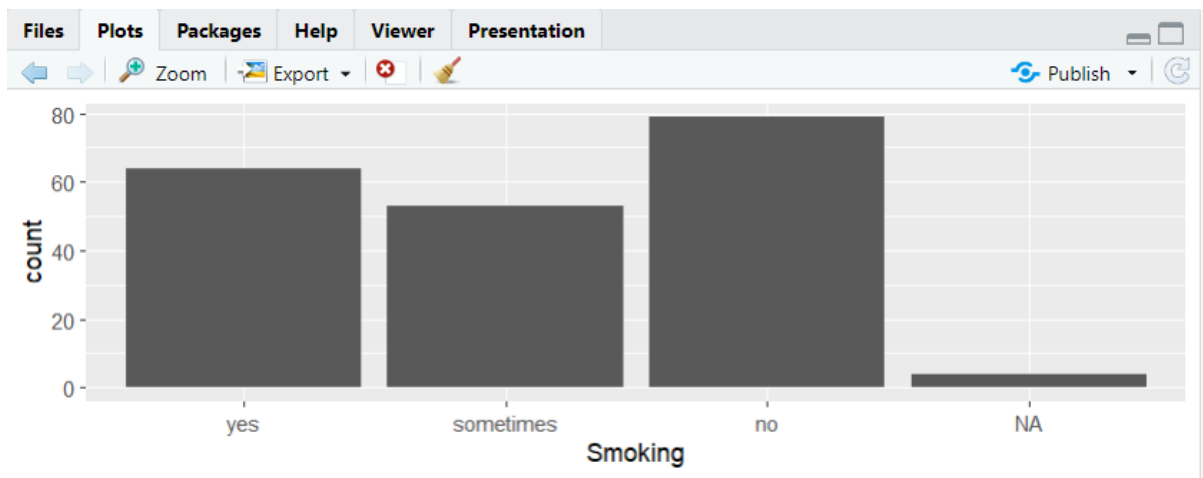 Files Plots Packages Help Viewer Presentation
Zoom Export Publish
80
60
40
20
0
count
yes sometimes no NA
Smoking